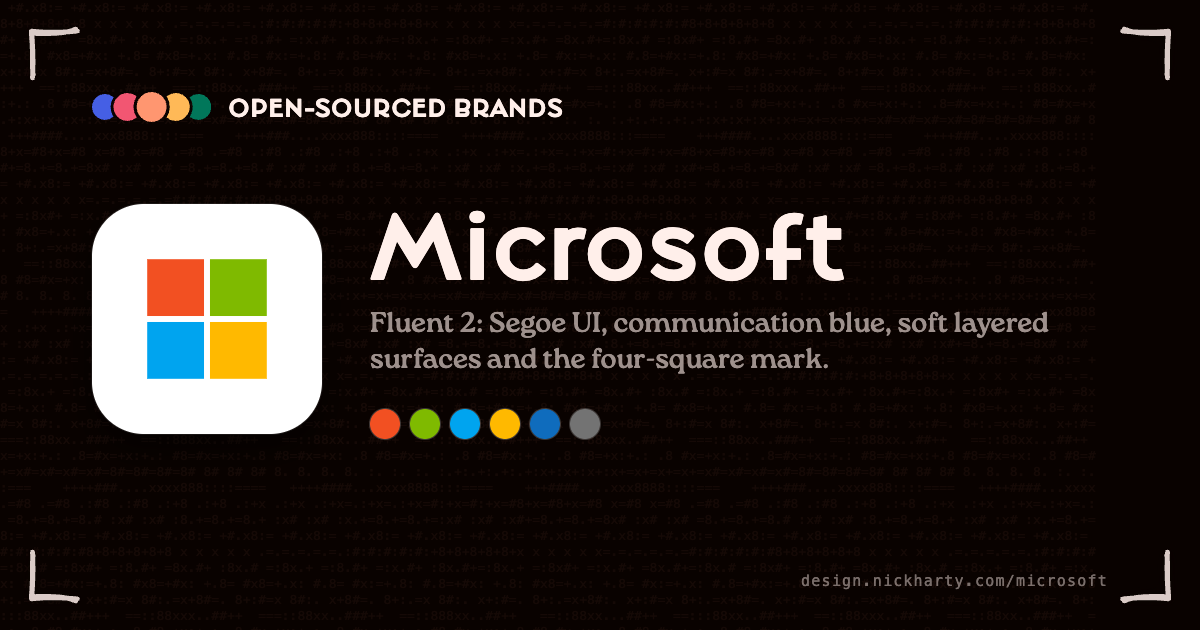 OPEN-SOURCED BRANDS
Microsoft
Fluent 2: Segoe UI, communication blue, soft layered
surfaces and the four-square mark.
design.nickharty.com/microsoft